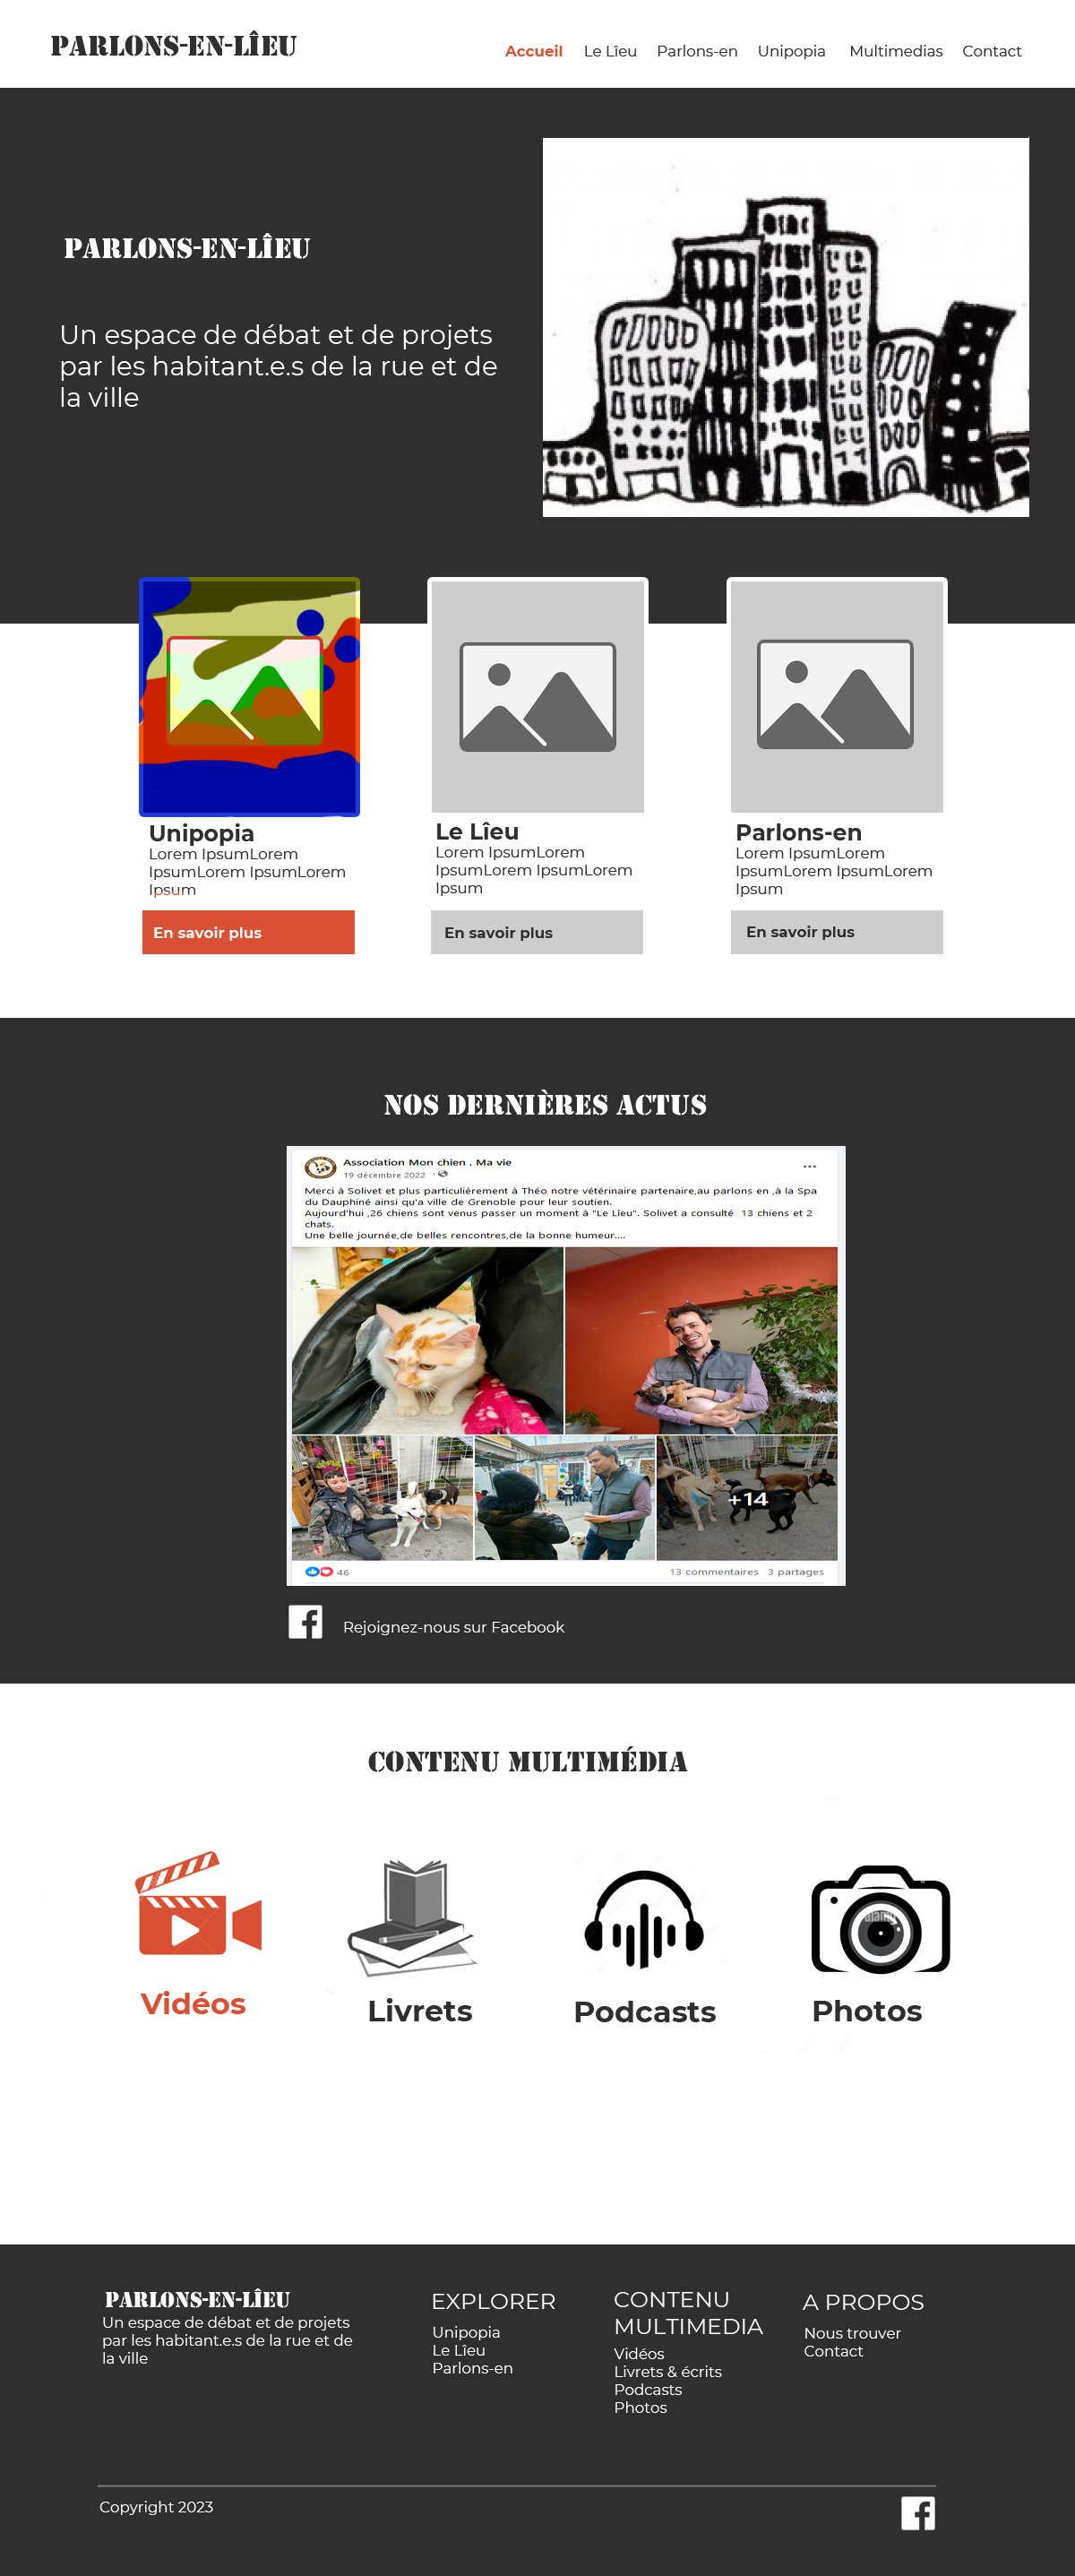 PARLONS-EN-LÎEU
Accueil Le Lîeu Parlons-en Unipopia Multimedias Contact
PARLONS-EN-LÎEU
Un espace de débat et de projets
par les habitant.e.s de la rue et de
la ville
Unipopia
Lorem IpsumLorem
IpsumLorem IpsumLorem
Ipsum
En savoir plus
Le Lîeu
Lorem IpsumLorem
IpsumLorem IpsumLorem
Ipsum
En savoir plus
Parlons-en
Lorem IpsumLorem
IpsumLorem IpsumLorem
Ipsum
En savoir plus
NOS DERNIÈRES ACTUS
Association Mon chien , Ma vie
19 décembre 2022 ·
Merci à Solivet et plus particulièrement à Théo notre vétérinaire partenaire,au parlons en ,à la Spa
du Dauphiné ainsi qu'a ville de Grenoble pour leur soutien.
Aujourd'hui ,26 chiens sont venus passer un moment à "Le Lîeu". Solivet a consulté 13 chiens et 2
chats.
Une belle journée,de belles rencontres,de la bonne humeur....
+14
46
13 commentaires 3 partages
Rejoignez-nous sur Facebook
CONTENU MULTIMÉDIA
Vidéos
Livrets
Podcasts
alamy
Photos
PARLONS-EN-LÎEU
Un espace de débat et de projets
par les habitant.e.s de la rue et de
la ville
EXPLORER
Unipopia
Le Lîeu
Parlons-en
CONTENU
MULTIMEDIA
Vidéos
Livrets & écrits
Podcasts
Photos
A PROPOS
Nous trouver
Contact
Copyright 2023